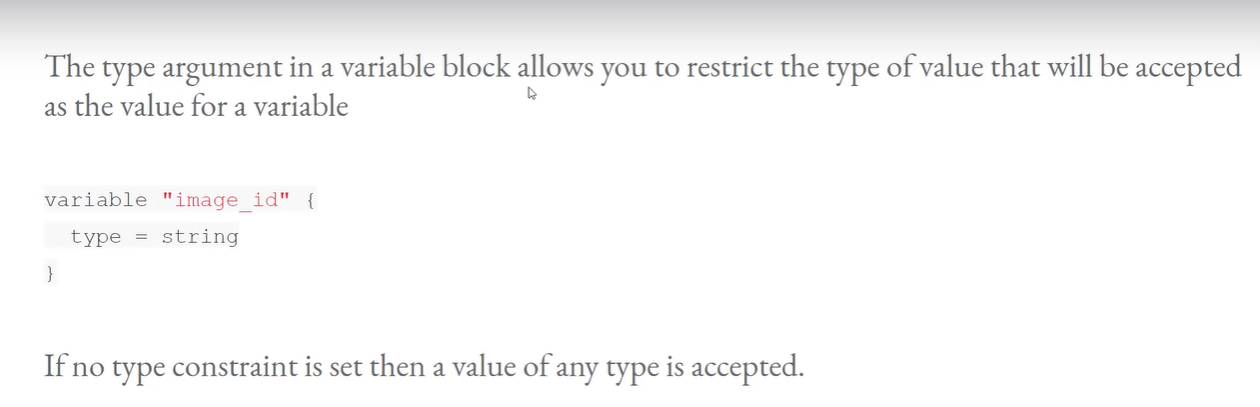 The type argument in a variable block allows you to restrict the type of value that will be accepted
as the value for a variable
variable "image_id" {
  type = string
}
If no type constraint is set then a value of any type is accepted.